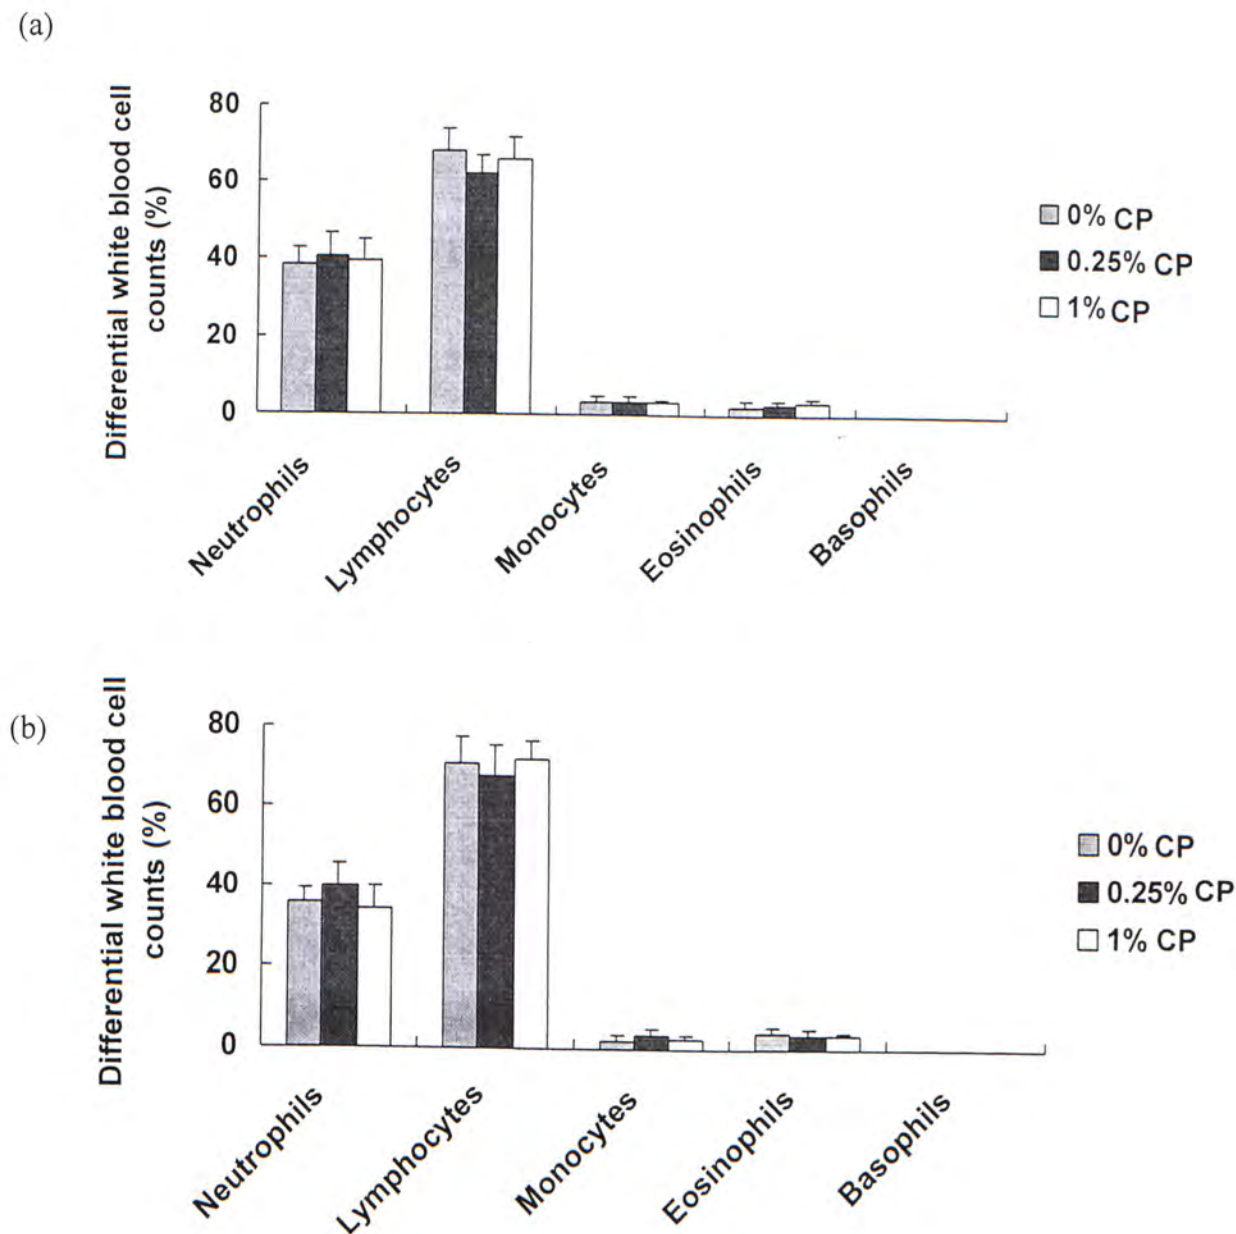 (a)
Differential white blood cell
counts (%)
80
60
40
20
0
Neutrophils
Lymphocytes
Monocytes
Eosinophils
Basophils
0% CP
0.25% CP
1% CP
(b)
Differential white blood cell
counts (%)
80
60
40
20
0
Neutrophils
Lymphocytes
Monocytes
Eosinophils
Basophils
0% CP
0.25% CP
1% CP